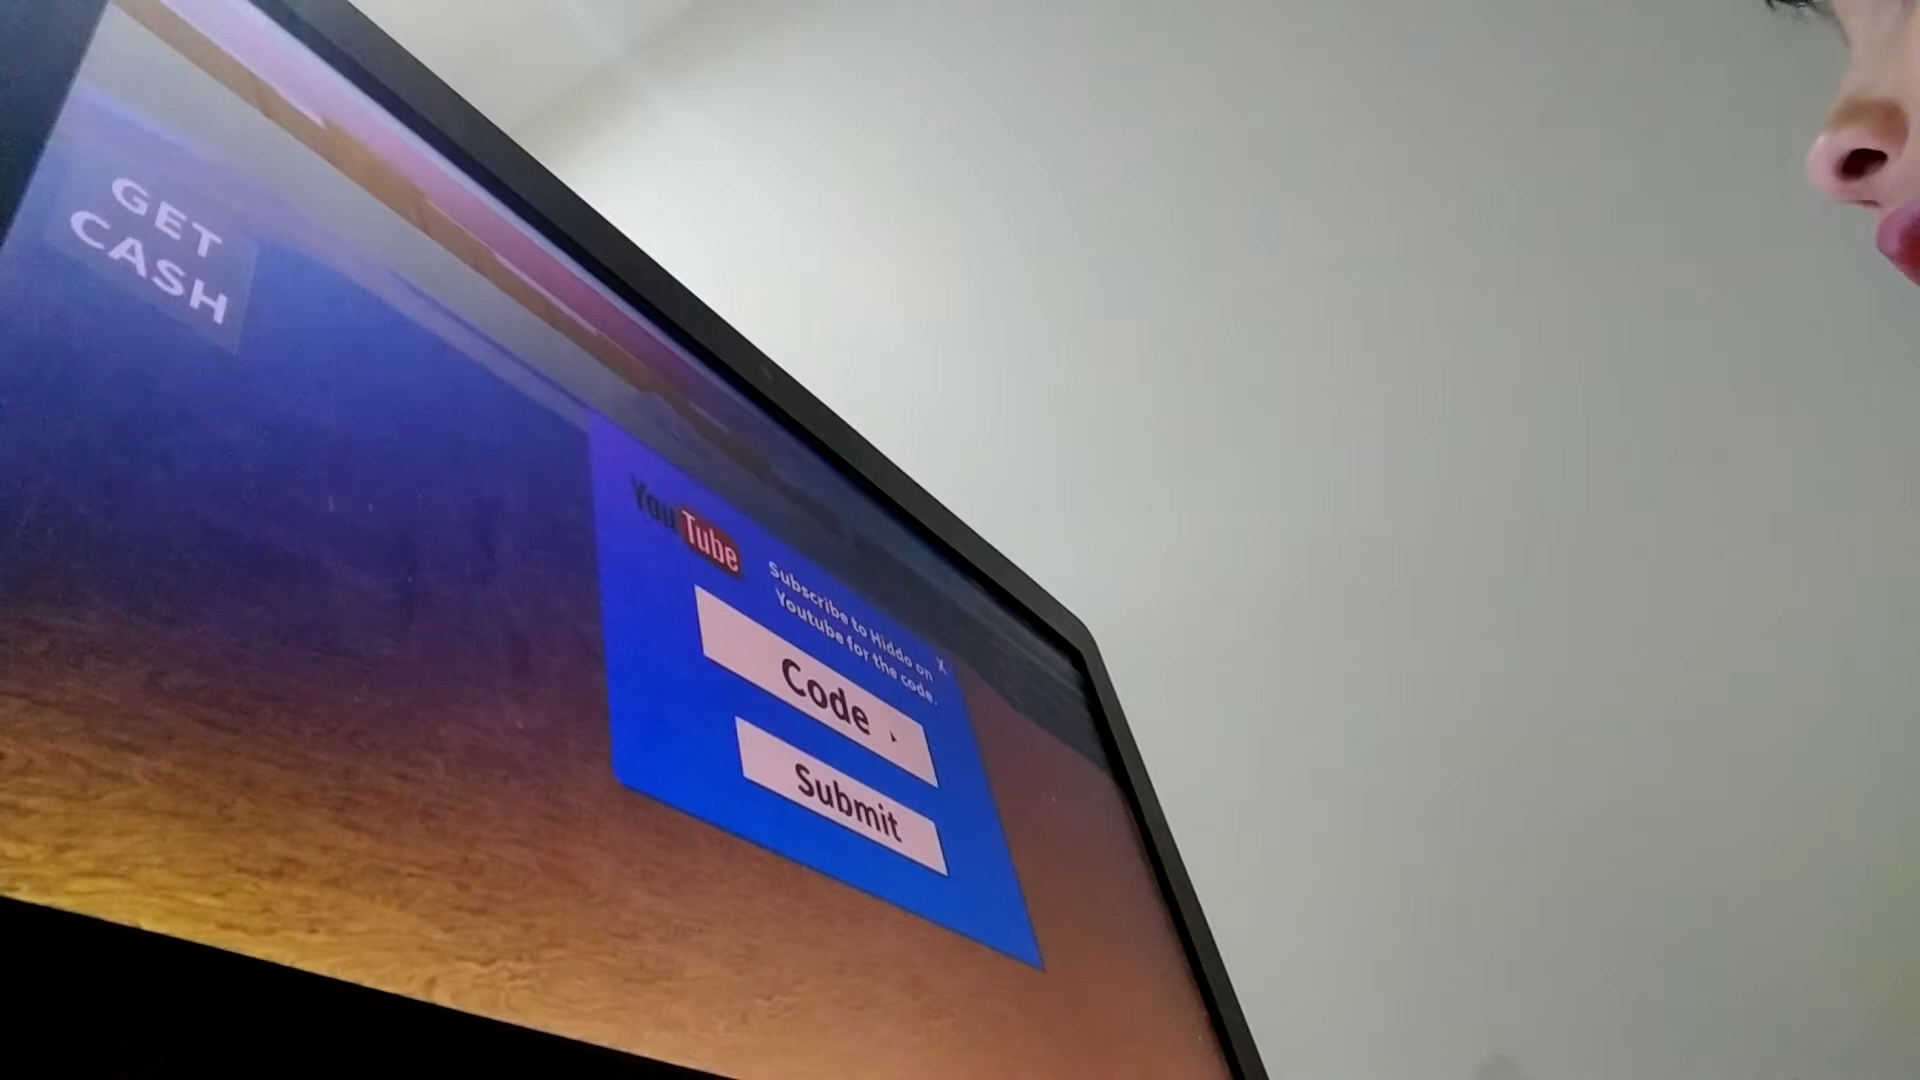 GET
CASH
YouTube
Subscribe to Hiddo on
Youtube for the code.
X
Code
Submit